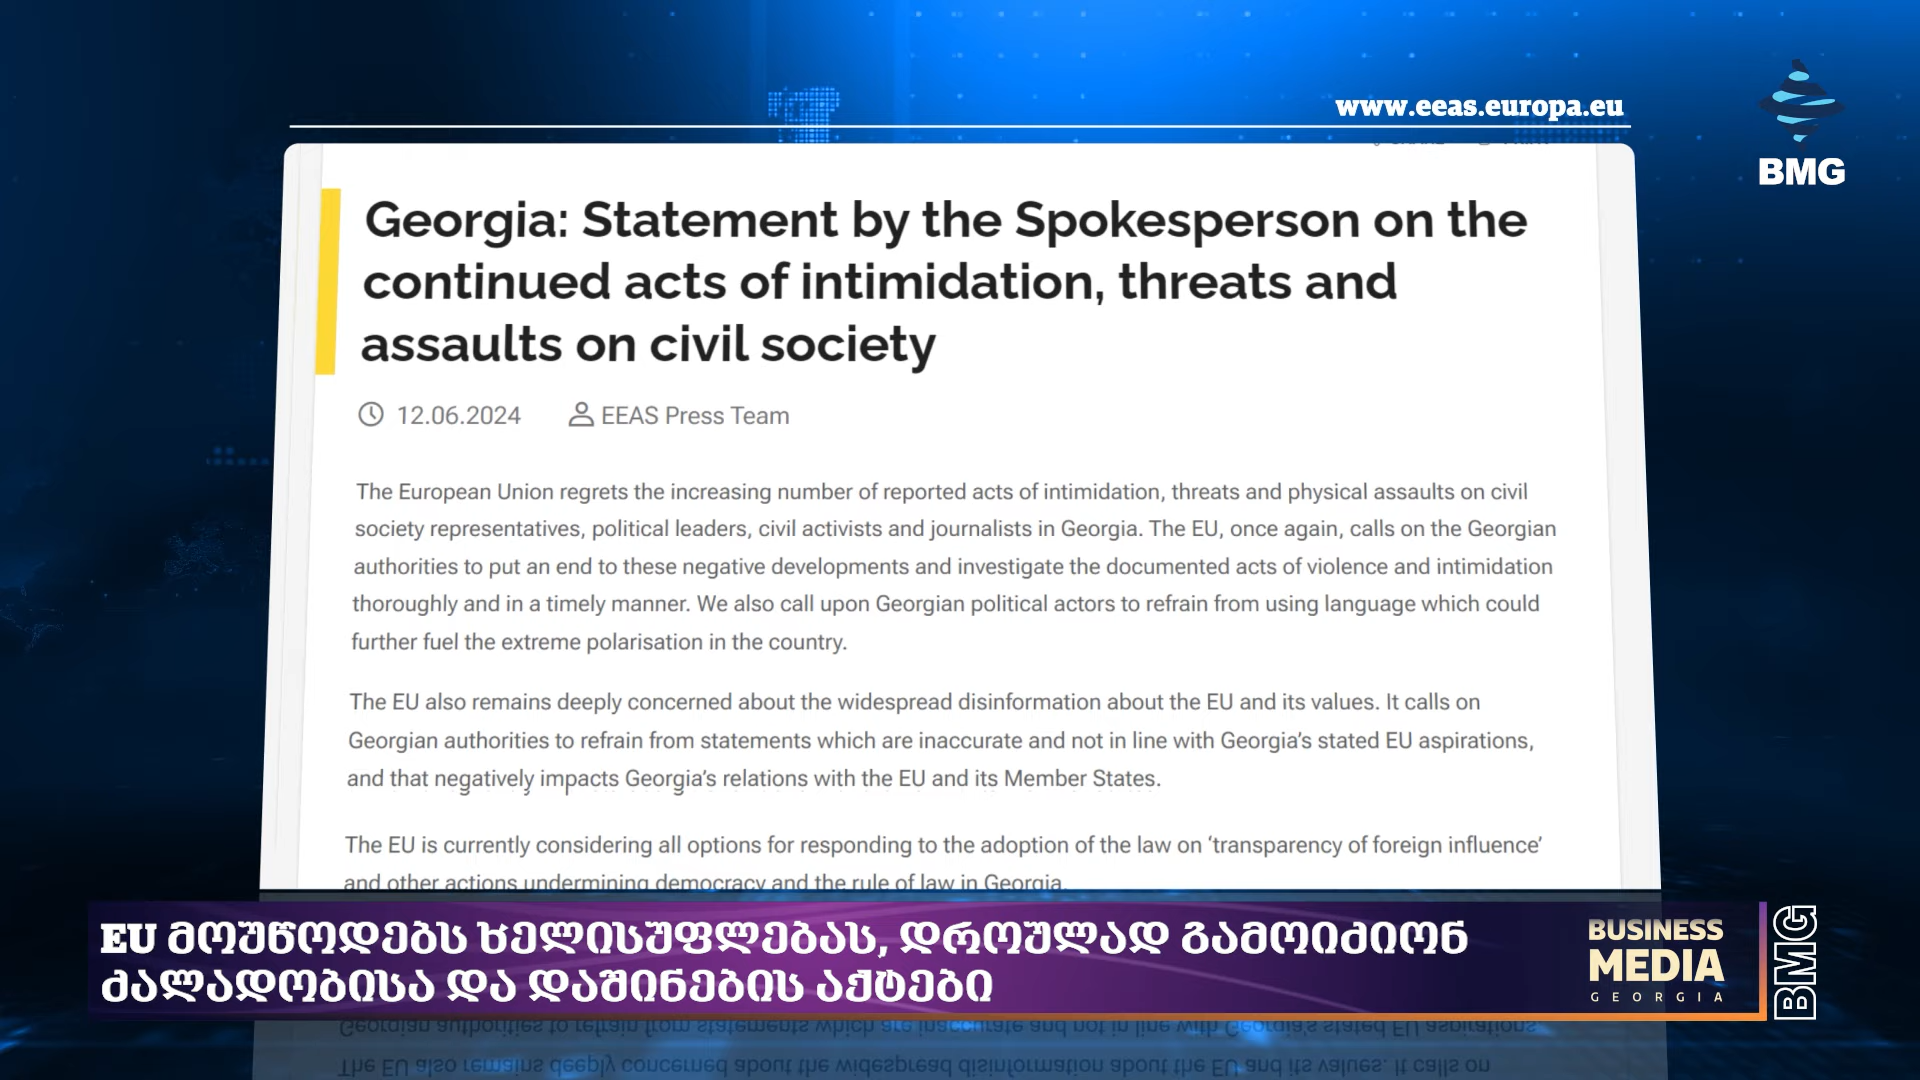 www.eeas.europa.eu
BMG
Georgia: Statement by the Spokesperson on the
continued acts of intimidation, threats and
assaults on civil society
12.06.2024 EEAS Press Team
The European Union regrets the increasing number of reported acts of intimidation, threats and physical assaults on civil
society representatives, political leaders, civil activists and journalists in Georgia. The EU, once again, calls on the Georgian
authorities to put an end to these negative developments and investigate the documented acts of violence and intimidation
thoroughly and in a timely manner. We also call upon Georgian political actors to refrain from using language which could
further fuel the extreme polarisation in the country.
The EU also remains deeply concerned about the widespread disinformation about the EU and its values. It calls on
Georgian authorities to refrain from statements which are inaccurate and not in line with Georgia’s stated EU aspirations,
and that negatively impacts Georgia’s relations with the EU and its Member States.
The EU is currently considering all options for responding to the adoption of the law on ‘transparency of foreign influence’
and other actions undermining democracy and the rule of law in Georgia.
EU მოუწოდებს ხელისუფლებას, დროულად გამოიძიონ
ძალადობისა და დაშინების აქტები
BUSINESS
MEDIA
GEORGIA
BMG